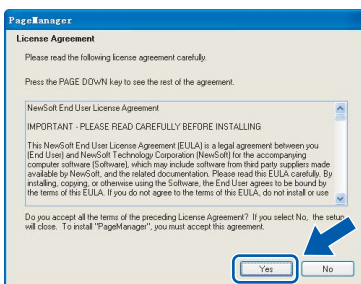 PageManager
License Agreement
Please read the following license agreement carefully.
Press the PAGE DOWN key to see the rest of the agreement.
NewSoft End User License Agreement
IMPORTANT - PLEASE READ CAREFULLY BEFORE INSTALLING
This NewSoft End User License Agreement (EULA) is a legal agreement between you
(End User) and NewSoft Technology Corporation (NewSoft) for the accompanying
computer software (Software), which may include software from third party suppliers made
available by NewSoft, and the related documentation. Please read this EULA carefully. By
installing, copying, or otherwise using the Software, the End User agrees to be bound by
the terms of this EULA. If you do not agree to the terms of this EULA, do not install or use
Do you accept all the terms of the preceding License Agreement? If you select No, the setup
will close. To install "PageManager", you must accept this agreement.
Yes
No